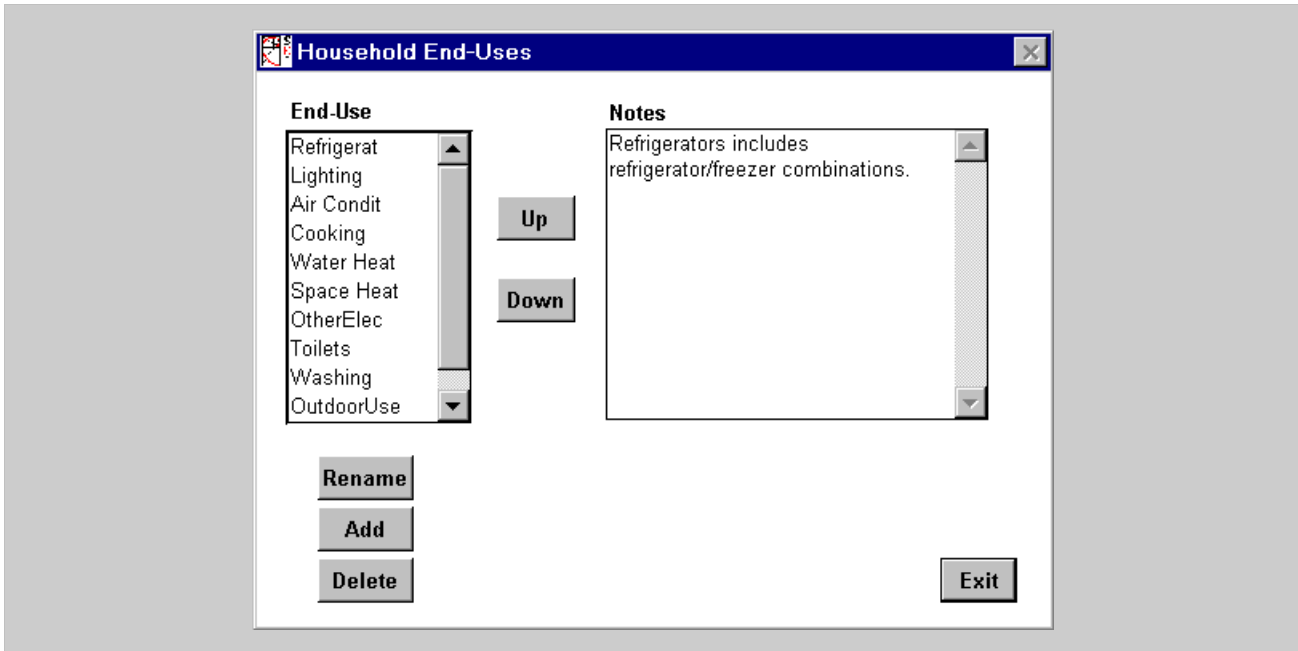 Household End-Uses
End-Use
Refrigerat
Lighting
Air Condit
Cooking
Water Heat
Space Heat
OtherElec
Toilets
Washing
OutdoorUse
Up
Down
Notes
Refrigerators includes
refrigerator/freezer combinations.
Rename
Add
Delete
Exit